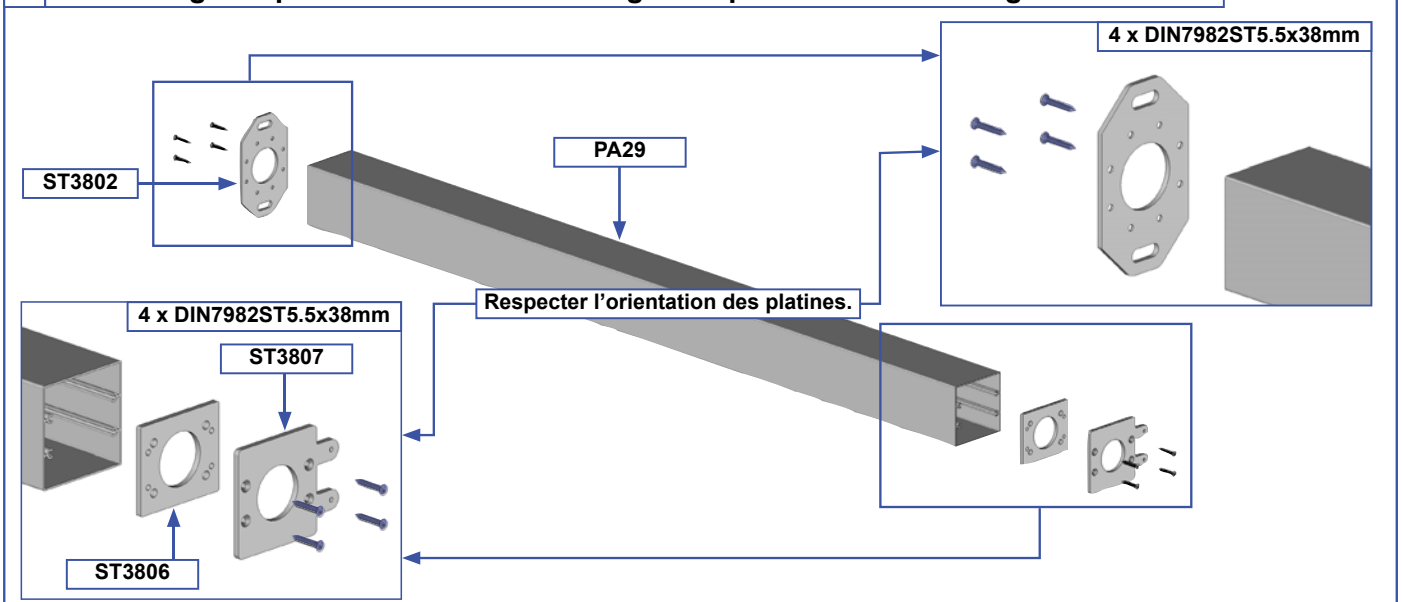 4 x DIN7982ST5.5x38mm
PA29
ST3802
Respecter l’orientation des platines.
4 x DIN7982ST5.5x38mm
ST3807
ST3806